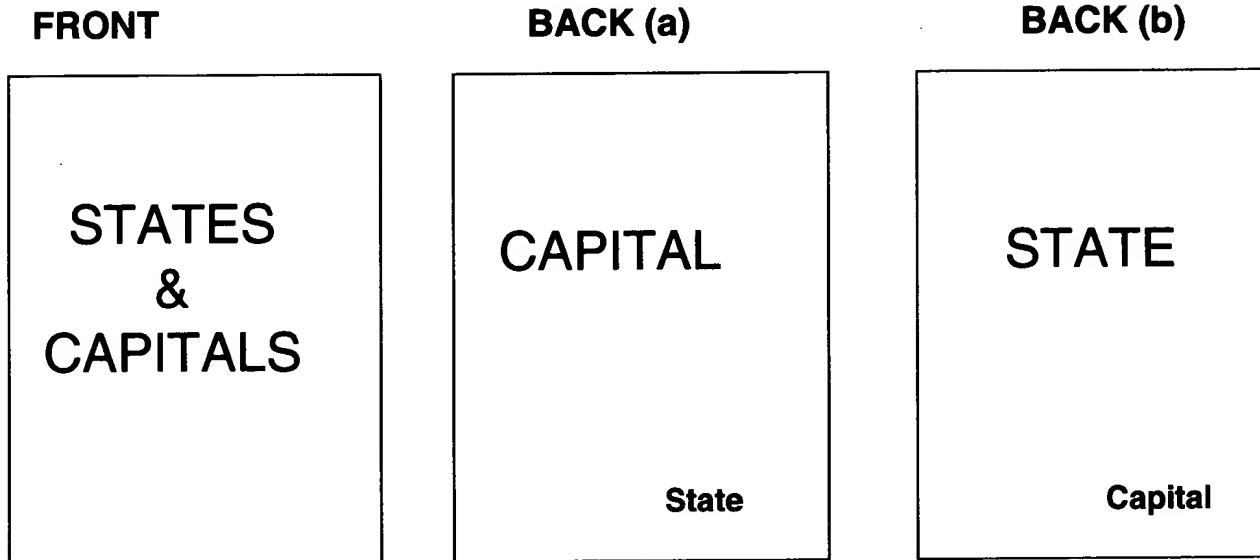 FRONT
STATES
&
CAPITALS
BACK (a)
CAPITAL
State
BACK (b)
STATE
Capital